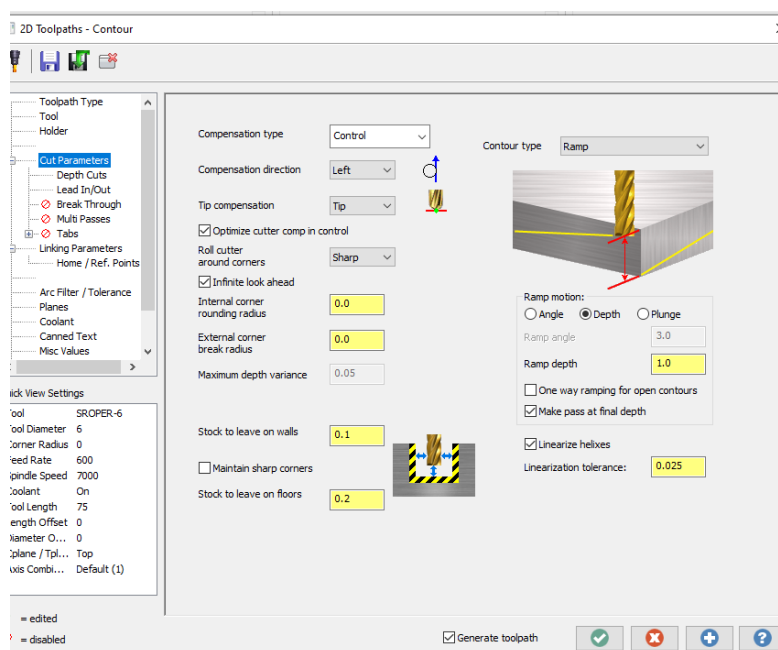 2D Toolpaths - Contour
Toolpath Type
Tool
Holder
Cut Parameters
Depth Cuts
Lead In/Out
Break Through
Multi Passes
Tabs
Linking Parameters
Home / Ref. Points
Arc Filter / Tolerance
Planes
Coolant
Canned Text
Misc Values
Compensation type Control
Compensation direction Left
Tip compensation Tip
Optimize cutter comp in control
Roll cutter
around corners Sharp
Infinite look ahead
Internal corner
rounding radius 0.0
External corner
break radius 0.0
Maximum depth variance 0.05
Stock to leave on walls 0.1
Maintain sharp corners
Stock to leave on floors 0.2
Contour type Ramp
Ramp motion:
Angle Depth Plunge
Ramp angle 3.0
Ramp depth 1.0
One way ramping for open contours
Make pass at final depth
Linearize helixes
Linearization tolerance: 0.025
uick View Settings
ool SROPER-6
ool Diameter 6
orner Radius 0
eed Rate 600
pindle Speed 7000
oolant On
ool Length 75
ength Offset 0
iameter O... 0
plane / Tpl... Top
xis Combi... Default (1)
= edited
= disabled
Generate toolpath